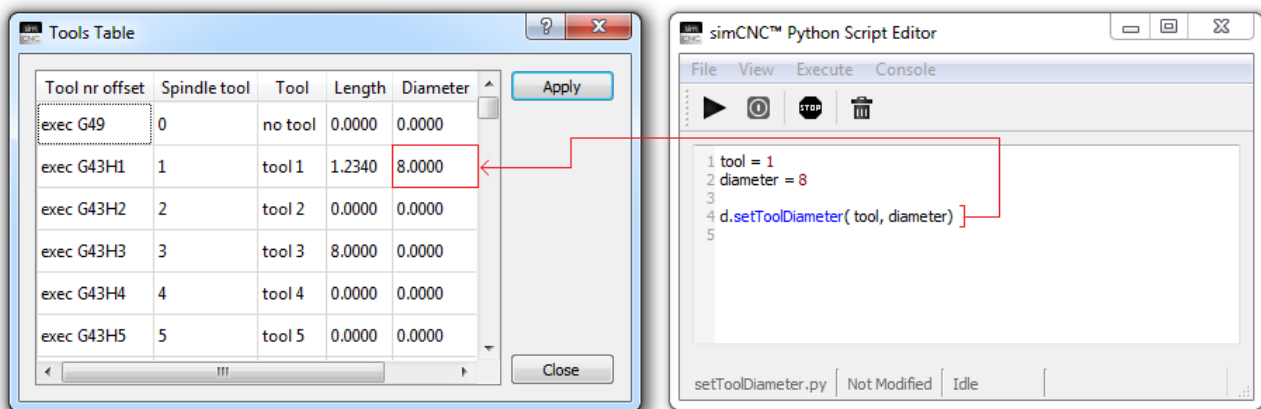 sim CNC Tools Table
Tool nr offset Spindle tool Tool Length Diameter
exec G49 0 no tool 0.0000 0.0000
exec G43H1 1 tool 1 1.2340 8.0000
exec G43H2 2 tool 2 0.0000 0.0000
exec G43H3 3 tool 3 8.0000 0.0000
exec G43H4 4 tool 4 0.0000 0.0000
exec G43H5 5 tool 5 0.0000 0.0000
Apply
Close
sim CNC simCNC™ Python Script Editor
File View Execute Console
STOP
1 tool = 1
2 diameter = 8
3
4 d.setToolDiameter( tool, diameter)
5
setToolDiameter.py Not Modified Idle